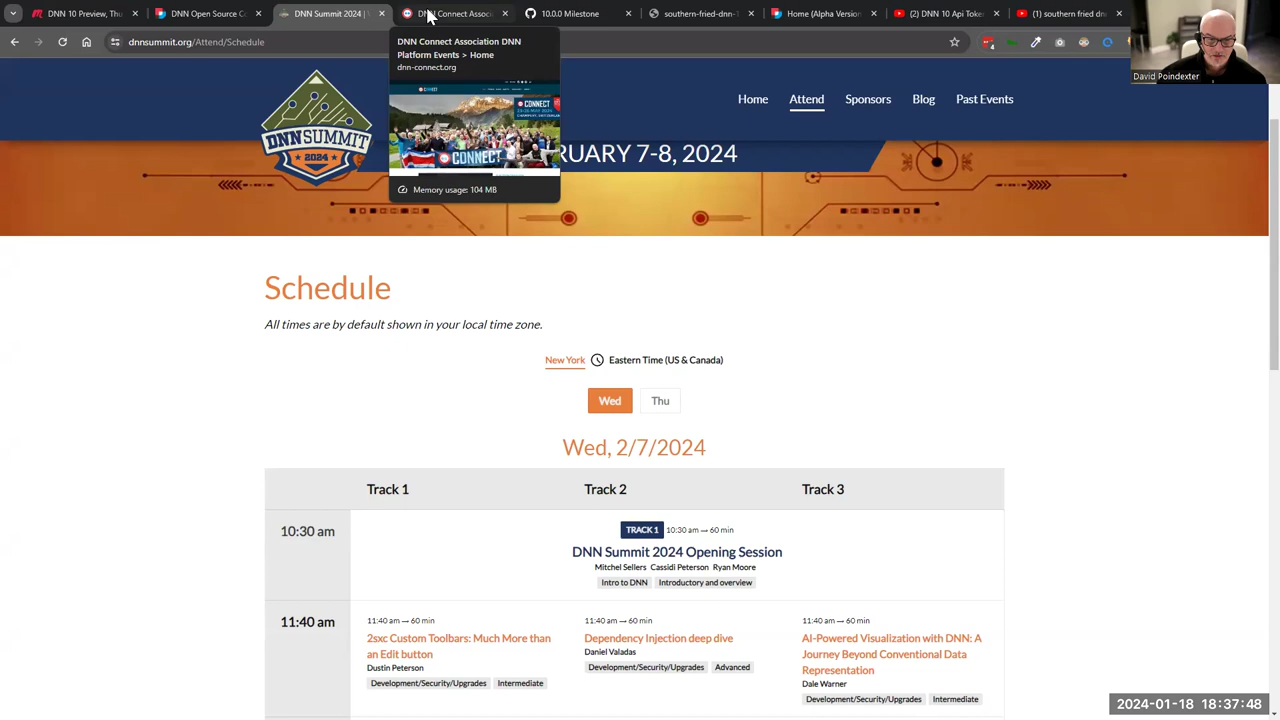 DNN 10 Preview, Thu
DNN Open Source C
DNN Summit 2024 |
DNN Connect Associ
10.0.0 Milestone
southern-fried-dnn-
Home (Alpha Version
(2) DNN 10 Api Toke
(1) southern fried dn
dnnsummit.org/Attend/Schedule
4
David Poindexter
DNN Connect Association DNN
Platform Events > Home
dnn-connect.org
CONNECT
CONNECT
Memory usage: 104 MB
DNN SUMMIT
2024
Home
Attend
Sponsors
Blog
Past Events
RUARY 7-8, 2024
Schedule
All times are by default shown in your local time zone.
New York Eastern Time (US & Canada)
Wed Thu
Wed, 2/7/2024
Track 1 Track 2 Track 3
10:30 am
TRACK 1 10:30 am → 60 min
DNN Summit 2024 Opening Session
Mitchel Sellers Cassidi Peterson Ryan Moore
Intro to DNN Introductory and overview
11:40 am
11:40 am → 60 min
2sxc Custom Toolbars: Much More than
an Edit button
Dustin Peterson
Development/Security/Upgrades Intermediate
11:40 am → 60 min
Dependency Injection deep dive
Daniel Valadas
Development/Security/Upgrades Advanced
11:40 am → 60 min
AI-Powered Visualization with DNN: A
Journey Beyond Conventional Data
Representation
Dale Warner
Development/Security/Upgrades Intermediate
2024-01-18 18:37:48